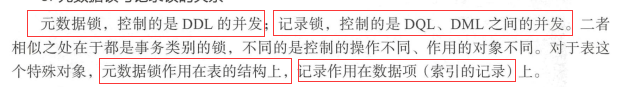 元数据锁，控制的是 DDL 的并发；记录锁，控制的是 DQL、DML 之间的并发。二者
相似之处在于都是事务类别的锁，不同的是控制的操作不同、作用的对象不同。对于表这
个特殊对象，元数据锁作用在表的结构上，记录作用在数据项（索引的记录）上。